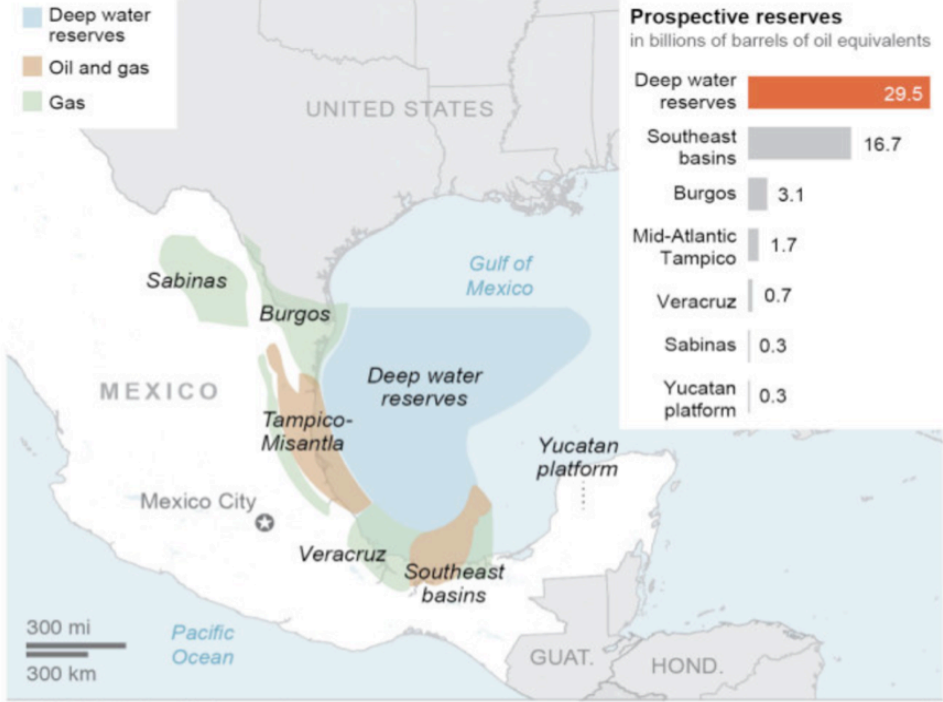 Deep water
reserves
Oil and gas
Gas
UNITED STATES
Gulf of
Mexico
Sabinas
Burgos
Deep water
reserves
MEXICO
Tampico-
Misantla
Yucatan
platform
Mexico City
Veracruz
Southeast
basins
300 mi
300 km
Pacific
Ocean
GUAT.
HOND.
Prospective reserves
in billions of barrels of oil equivalents
Deep water
reserves
29.5
Southeast
basins
16.7
Burgos
3.1
Mid-Atlantic
Tampico
1.7
Veracruz
0.7
Sabinas
0.3
Yucatan
platform
0.3